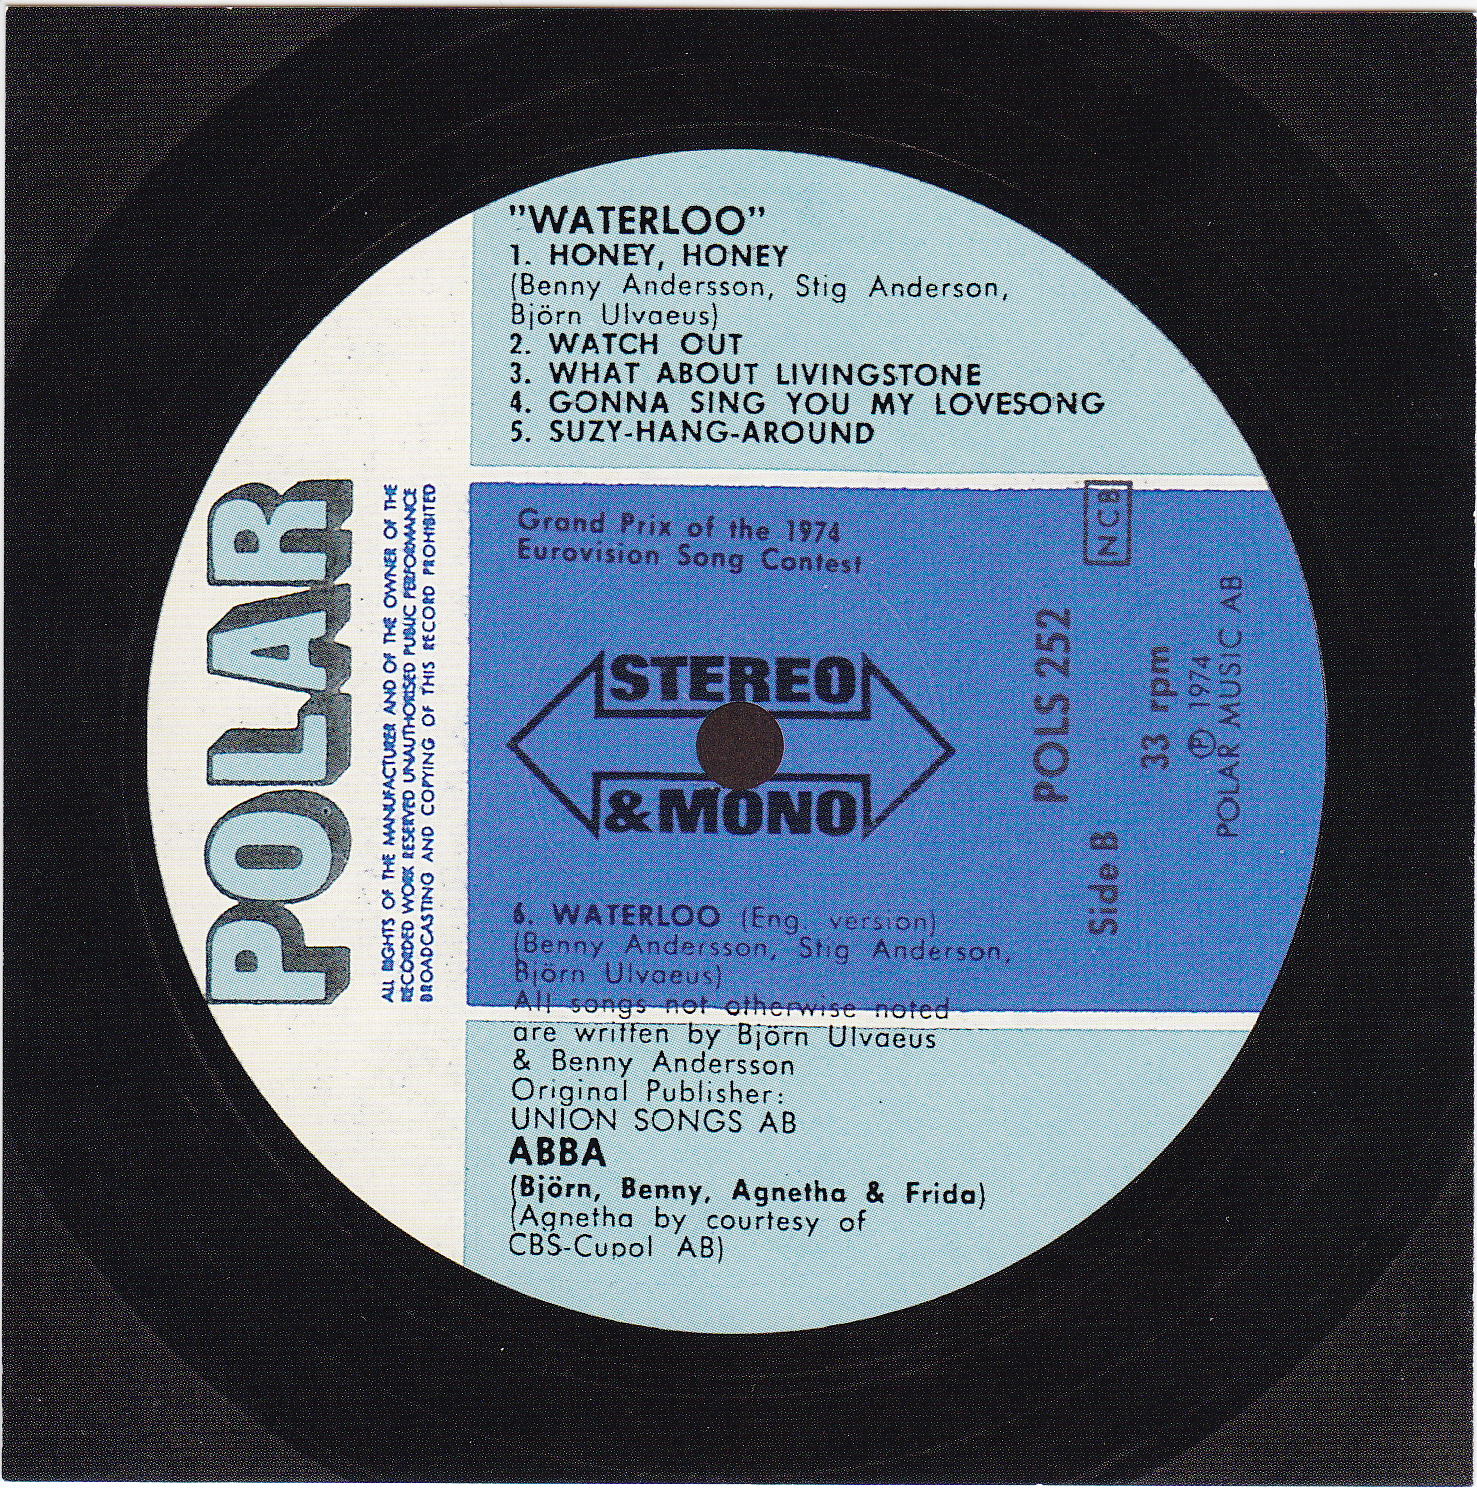 "WATERLOO"
1. HONEY, HONEY
(Benny Andersson, Stig Anderson,
Björn Ulvaeus)
2. WATCH OUT
3. WHAT ABOUT LIVINGSTONE
4. GONNA SING YOU MY LOVESONG
5. SUZY-HANG-AROUND
POLAR
ALL RIGHTS OF THE MANUFACTURER AND OF THE OWNER OF THE
RECORDED WORK RESERVED UNAUTHORISED PUBLIC PERFORMANCE
BROADCASTING AND COPYING OF THIS RECORD PROHIBITED
Grand Prix of the 1974
Eurovision Song Contest
STEREO
& MONO
NCB
POLS 252
Side B
33 rpm
Ⓟ 1974
POLAR MUSIC AB
6. WATERLOO (Eng. version)
(Benny Andersson, Stig Anderson,
Björn Ulvaeus)
All songs not otherwise noted
are written by Björn Ulvaeus
& Benny Andersson
Original Publisher:
UNION SONGS AB
ABBA
(Björn, Benny, Agnetha & Frida)
(Agnetha by courtesy of
CBS-Cupol AB)